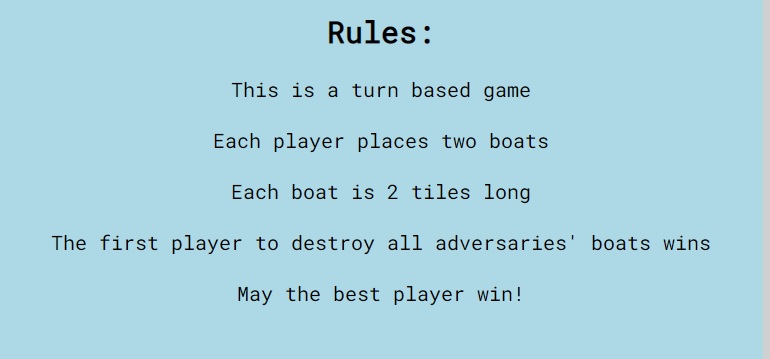 Rules:
This is a turn based game
Each player places two boats
Each boat is 2 tiles long
The first player to destroy all adversaries' boats wins
May the best player win!